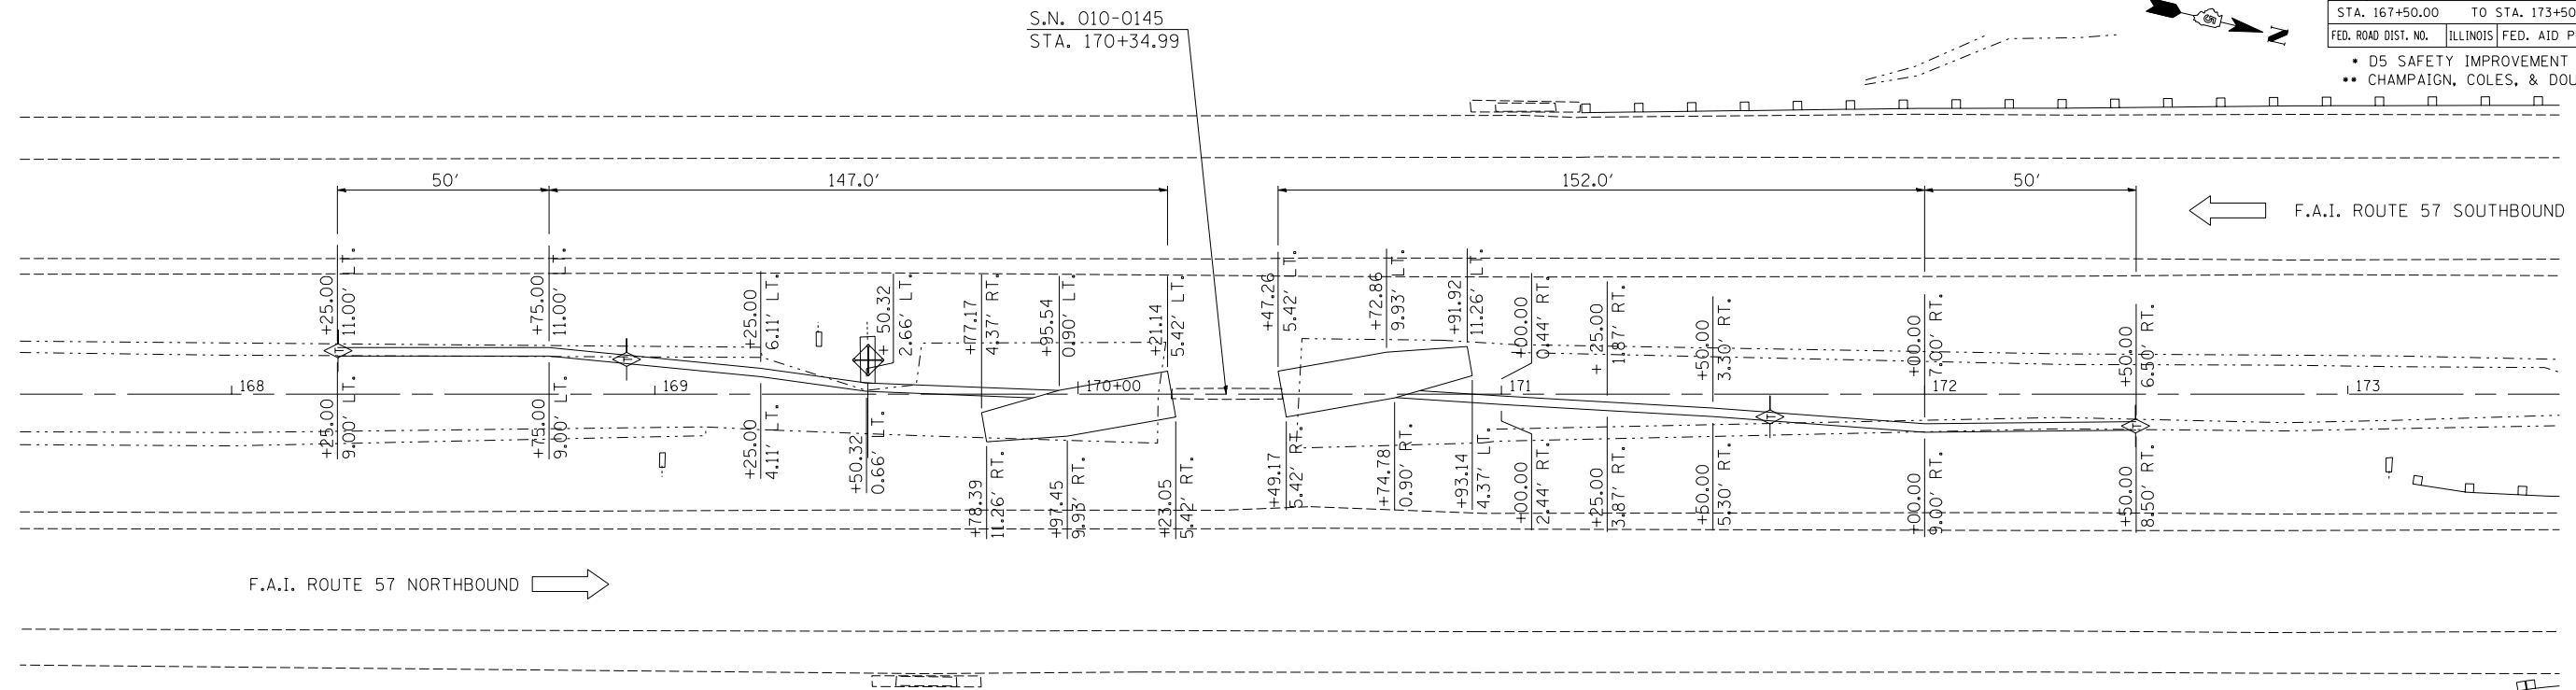 S.N. 010-0145
STA. 170+34.99
STA. 167+50.00 TO STA. 173+50
FED. ROAD DIST. NO. ILLINOIS FED. AID P
* D5 SAFETY IMPROVEMENT
** CHAMPAIGN, COLES, & DOU
N
50'
147.0'
152.0'
50'
F.A.I. ROUTE 57 SOUTHBOUND
+25.00
11.00' LT.
+75.00
11.00' LT.
+25.00
6.11' LT.
+50.32
2.66' LT.
+77.17
4.37' RT.
+95.54
0.90' LT.
+21.14
5.42' LT.
+47.26
5.42' LT.
+72.86
9.93' LT.
+91.92
11.26' LT.
+00.00
0.44' RT.
+25.00
1.87' RT.
+50.00
3.30' RT.
+00.00
7.00' RT.
+50.00
6.50' RT.
T
T
T
T
168
169
170+00
171
172
173
+25.00
9.00' LT.
+75.00
9.00' LT.
+25.00
4.11' LT.
+50.32
0.66' LT.
+78.39
11.26' RT.
+97.45
9.93' RT.
+23.05
5.42' RT.
+49.17
5.42' RT.
+74.78
0.90' RT.
+93.14
4.37' LT.
+00.00
2.44' RT.
+25.00
3.87' RT.
+50.00
5.30' RT.
+00.00
9.00' RT.
+50.00
8.50' RT.
F.A.I. ROUTE 57 NORTHBOUND